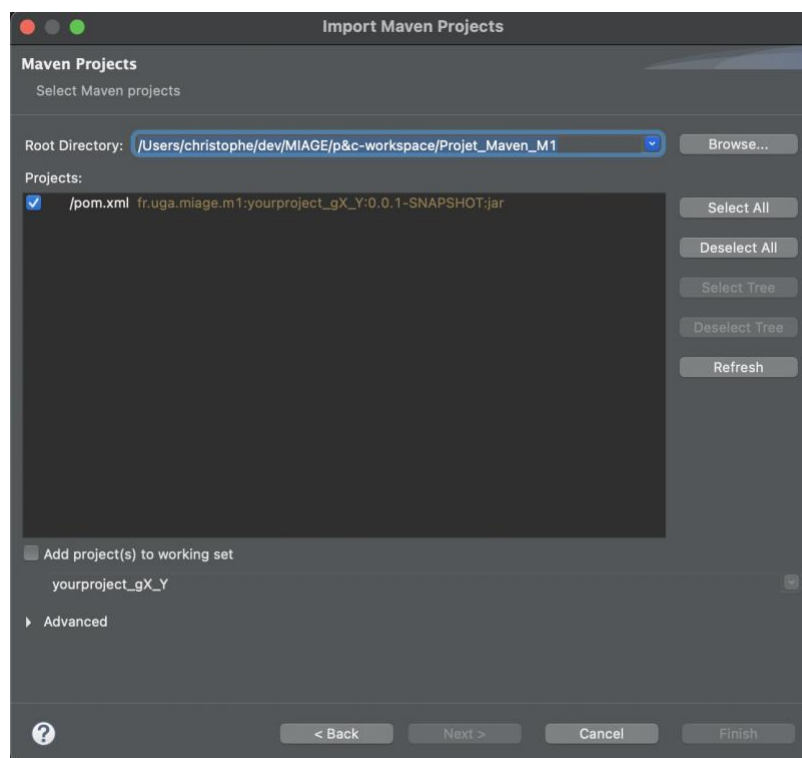 Import Maven Projects
Maven Projects
Select Maven projects
Root Directory: /Users/christophe/dev/MIAGE/p&c-workspace/Projet_Maven_M1 Browse...
Projects:
/pom.xml fr.uga.miage.m1:yourproject_gX_Y:0.0.1-SNAPSHOT:jar
Select All
Deselect All
Select Tree
Deselect Tree
Refresh
Add project(s) to working set
yourproject_gX_Y
Advanced
? < Back Next > Cancel Finish